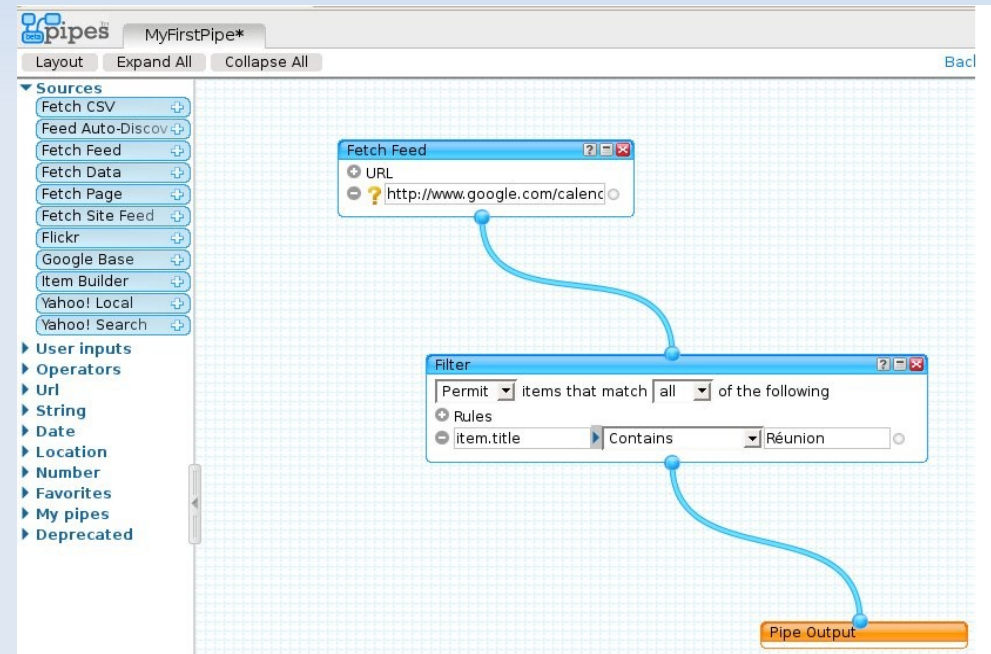 pipes
beta
MyFirstPipe*
Layout Expand All Collapse All
Sources
Fetch CSV
Feed Auto-Discov
Fetch Feed
Fetch Data
Fetch Page
Fetch Site Feed
Flickr
Google Base
Item Builder
Yahoo! Local
Yahoo! Search
User inputs
Operators
Url
String
Date
Location
Number
Favorites
My pipes
Deprecated
Fetch Feed ?
URL
? http://www.google.com/calenc
Filter ?
Permit items that match all of the following
Rules
item.title Contains Réunion
Pipe Output